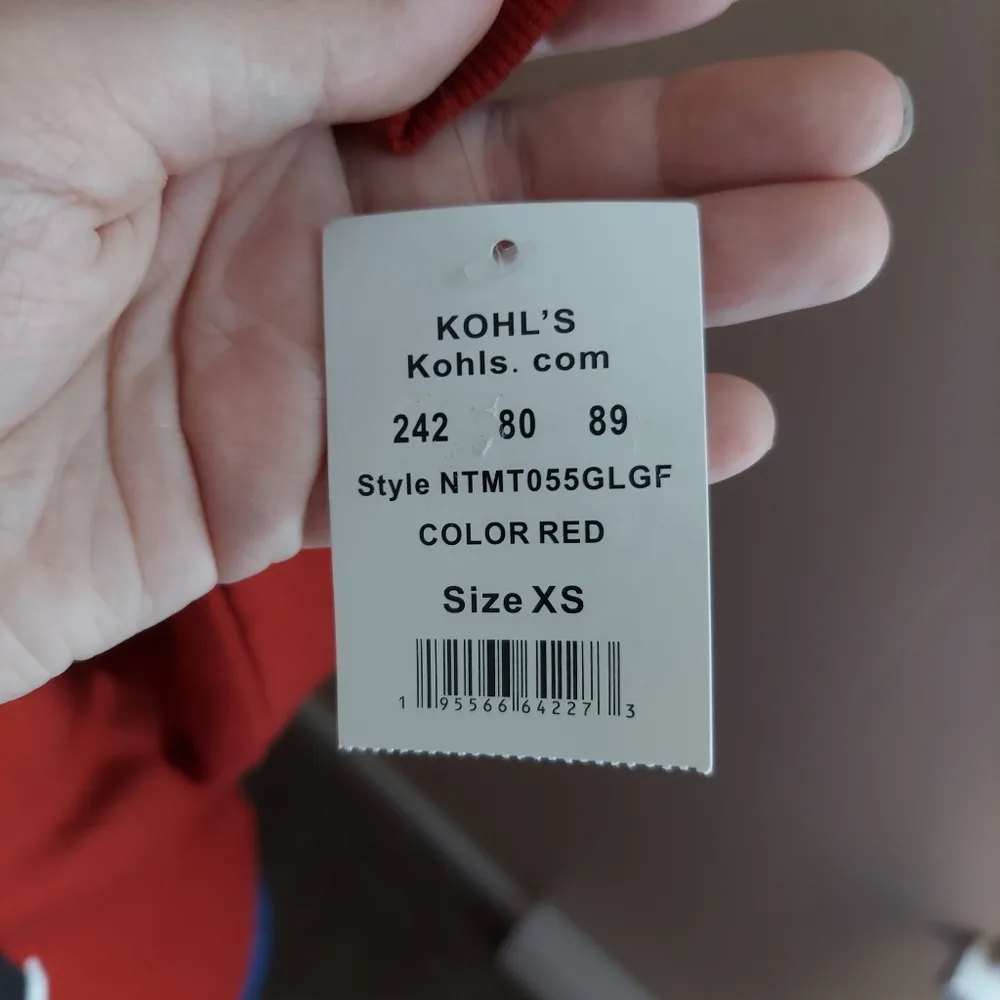 KOHL'S
Kohls. com
242 80 89
Style NTMT055GLGF
COLOR RED
Size XS
1 95566 64227 3